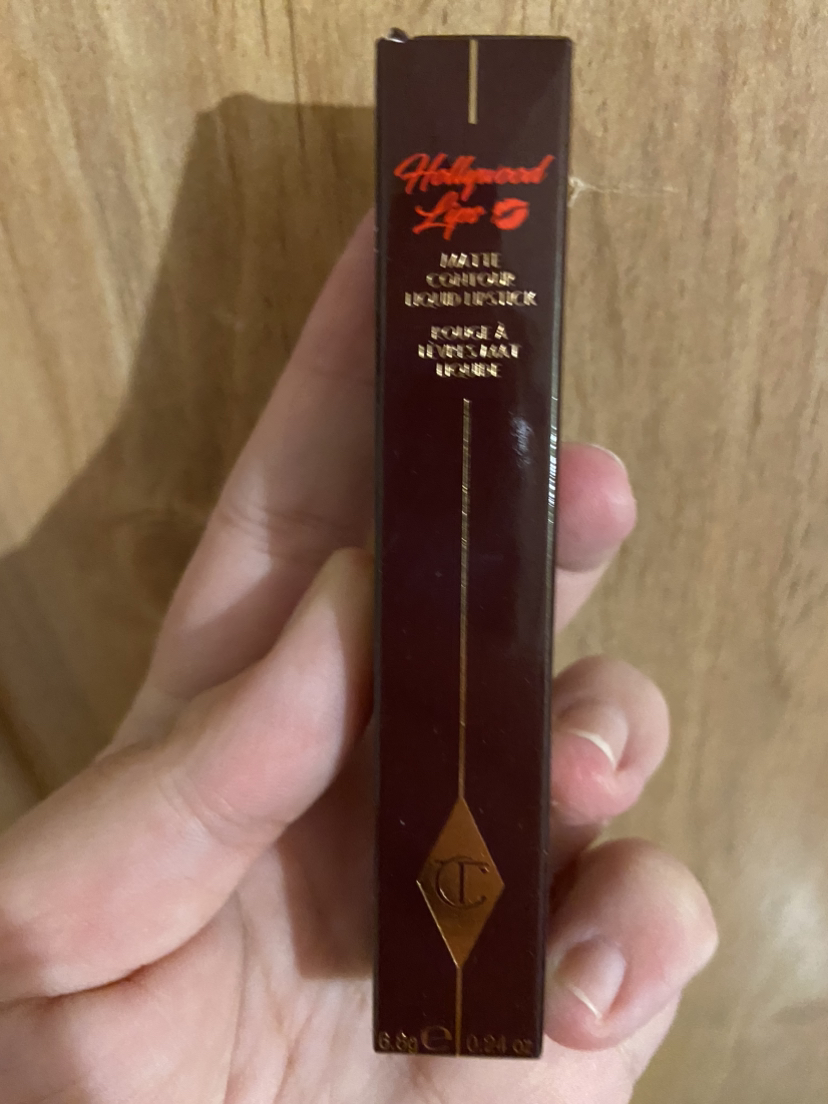 Hollywood
Lips
MATTE
CONTOUR
LIQUID LIPSTICK
ROUGE À
LÈVRES MAT
LIQUIDE
CT
6.8g e 0.24 oz